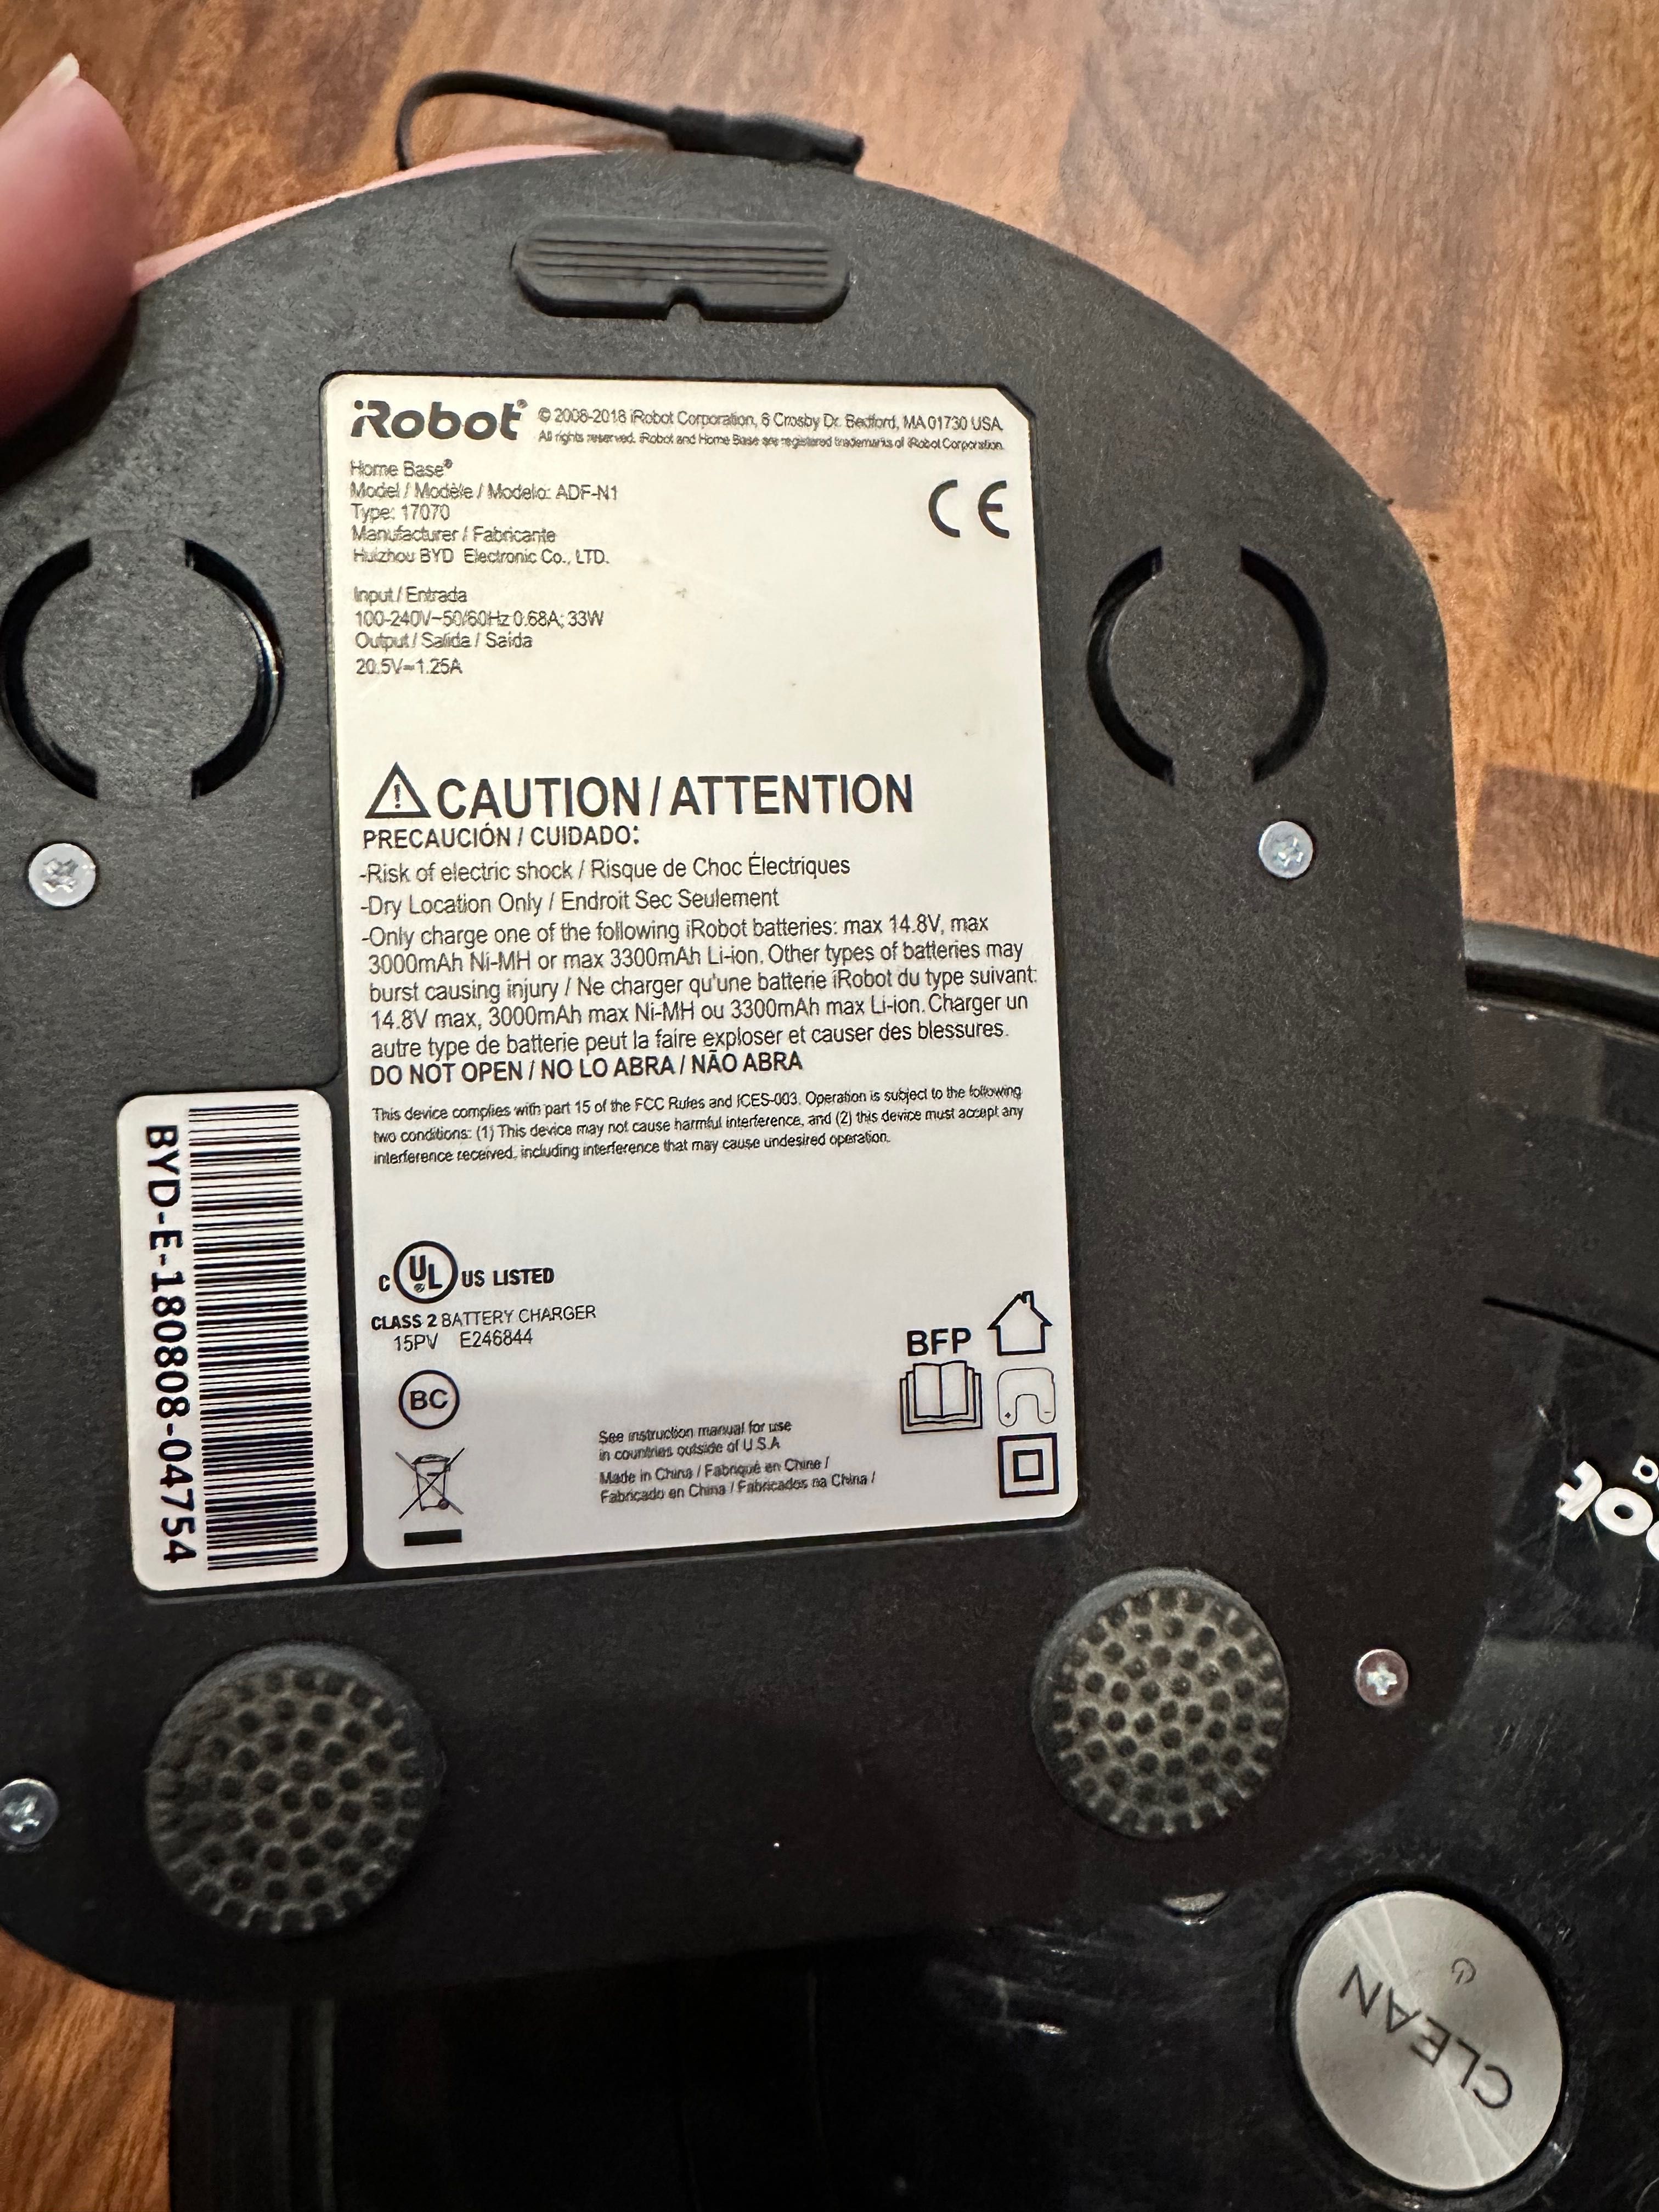 iRobot® © 2008-2018 iRobot Corporation, 8 Crosby Dr. Bedford, MA 01730 USA.
All rights reserved. iRobot and Home Base are registered trademarks of iRobot Corporation.
Home Base®
Model / Modèle / Modelo: ADF-N1
Type: 17070
Manufacturer / Fabricante
Huizhou BYD Electronic Co., LTD.
CE
Input / Entrada
100-240V~50/60Hz 0.68A; 33W
Output / Salida / Saída
20.5V⎓1.25A
CAUTION / ATTENTION
PRECAUCIÓN / CUIDADO:
-Risk of electric shock / Risque de Choc Électriques
-Dry Location Only / Endroit Sec Seulement
-Only charge one of the following iRobot batteries: max 14.8V, max
3000mAh Ni-MH or max 3300mAh Li-ion. Other types of batteries may
burst causing injury / Ne charger qu'une batterie iRobot du type suivant:
14.8V max, 3000mAh max Ni-MH ou 3300mAh max Li-ion. Charger un
autre type de batterie peut la faire exploser et causer des blessures.
DO NOT OPEN / NO LO ABRA / NÃO ABRA
This device complies with part 15 of the FCC Rules and ICES-003. Operation is subject to the following
two conditions: (1) This device may not cause harmful interference, and (2) this device must accept any
interference received, including interference that may cause undesired operation.
c UL US LISTED
CLASS 2 BATTERY CHARGER
15PV E246844
BC
BFP
See instruction manual for use
in countries outside of U.S.A
Made in China / Fabriqué en Chine /
Fabricado en China / Fabricados na China /
BYD-E-180808-04754
CLEAN